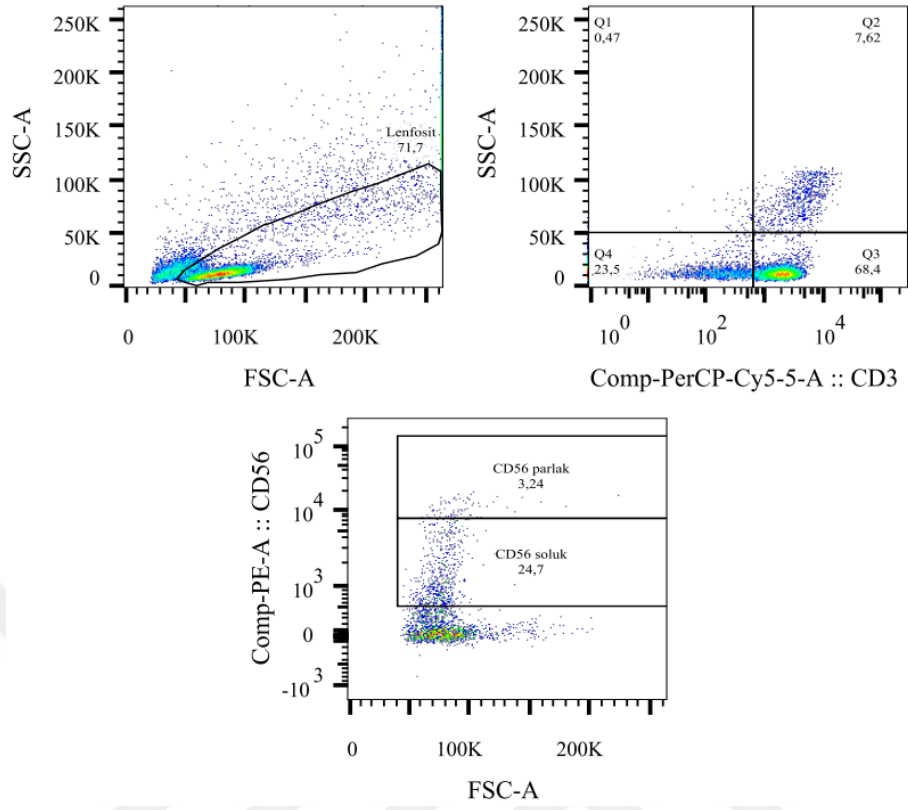 250K
200K
150K
100K
50K
0
SSC-A
Lenfosit
71,7
0
100K
200K
FSC-A
250K
200K
150K
100K
50K
0
SSC-A
Q1
0,47
Q2
7,62
Q4
23,5
Q3
68,4
10^0
10^2
10^4
Comp-PerCP-Cy5-5-A :: CD3
10^5
10^4
10^3
0
-10^3
Comp-PE-A :: CD56
CD56 parlak
3,24
CD56 soluk
24,7
0
100K
200K
FSC-A